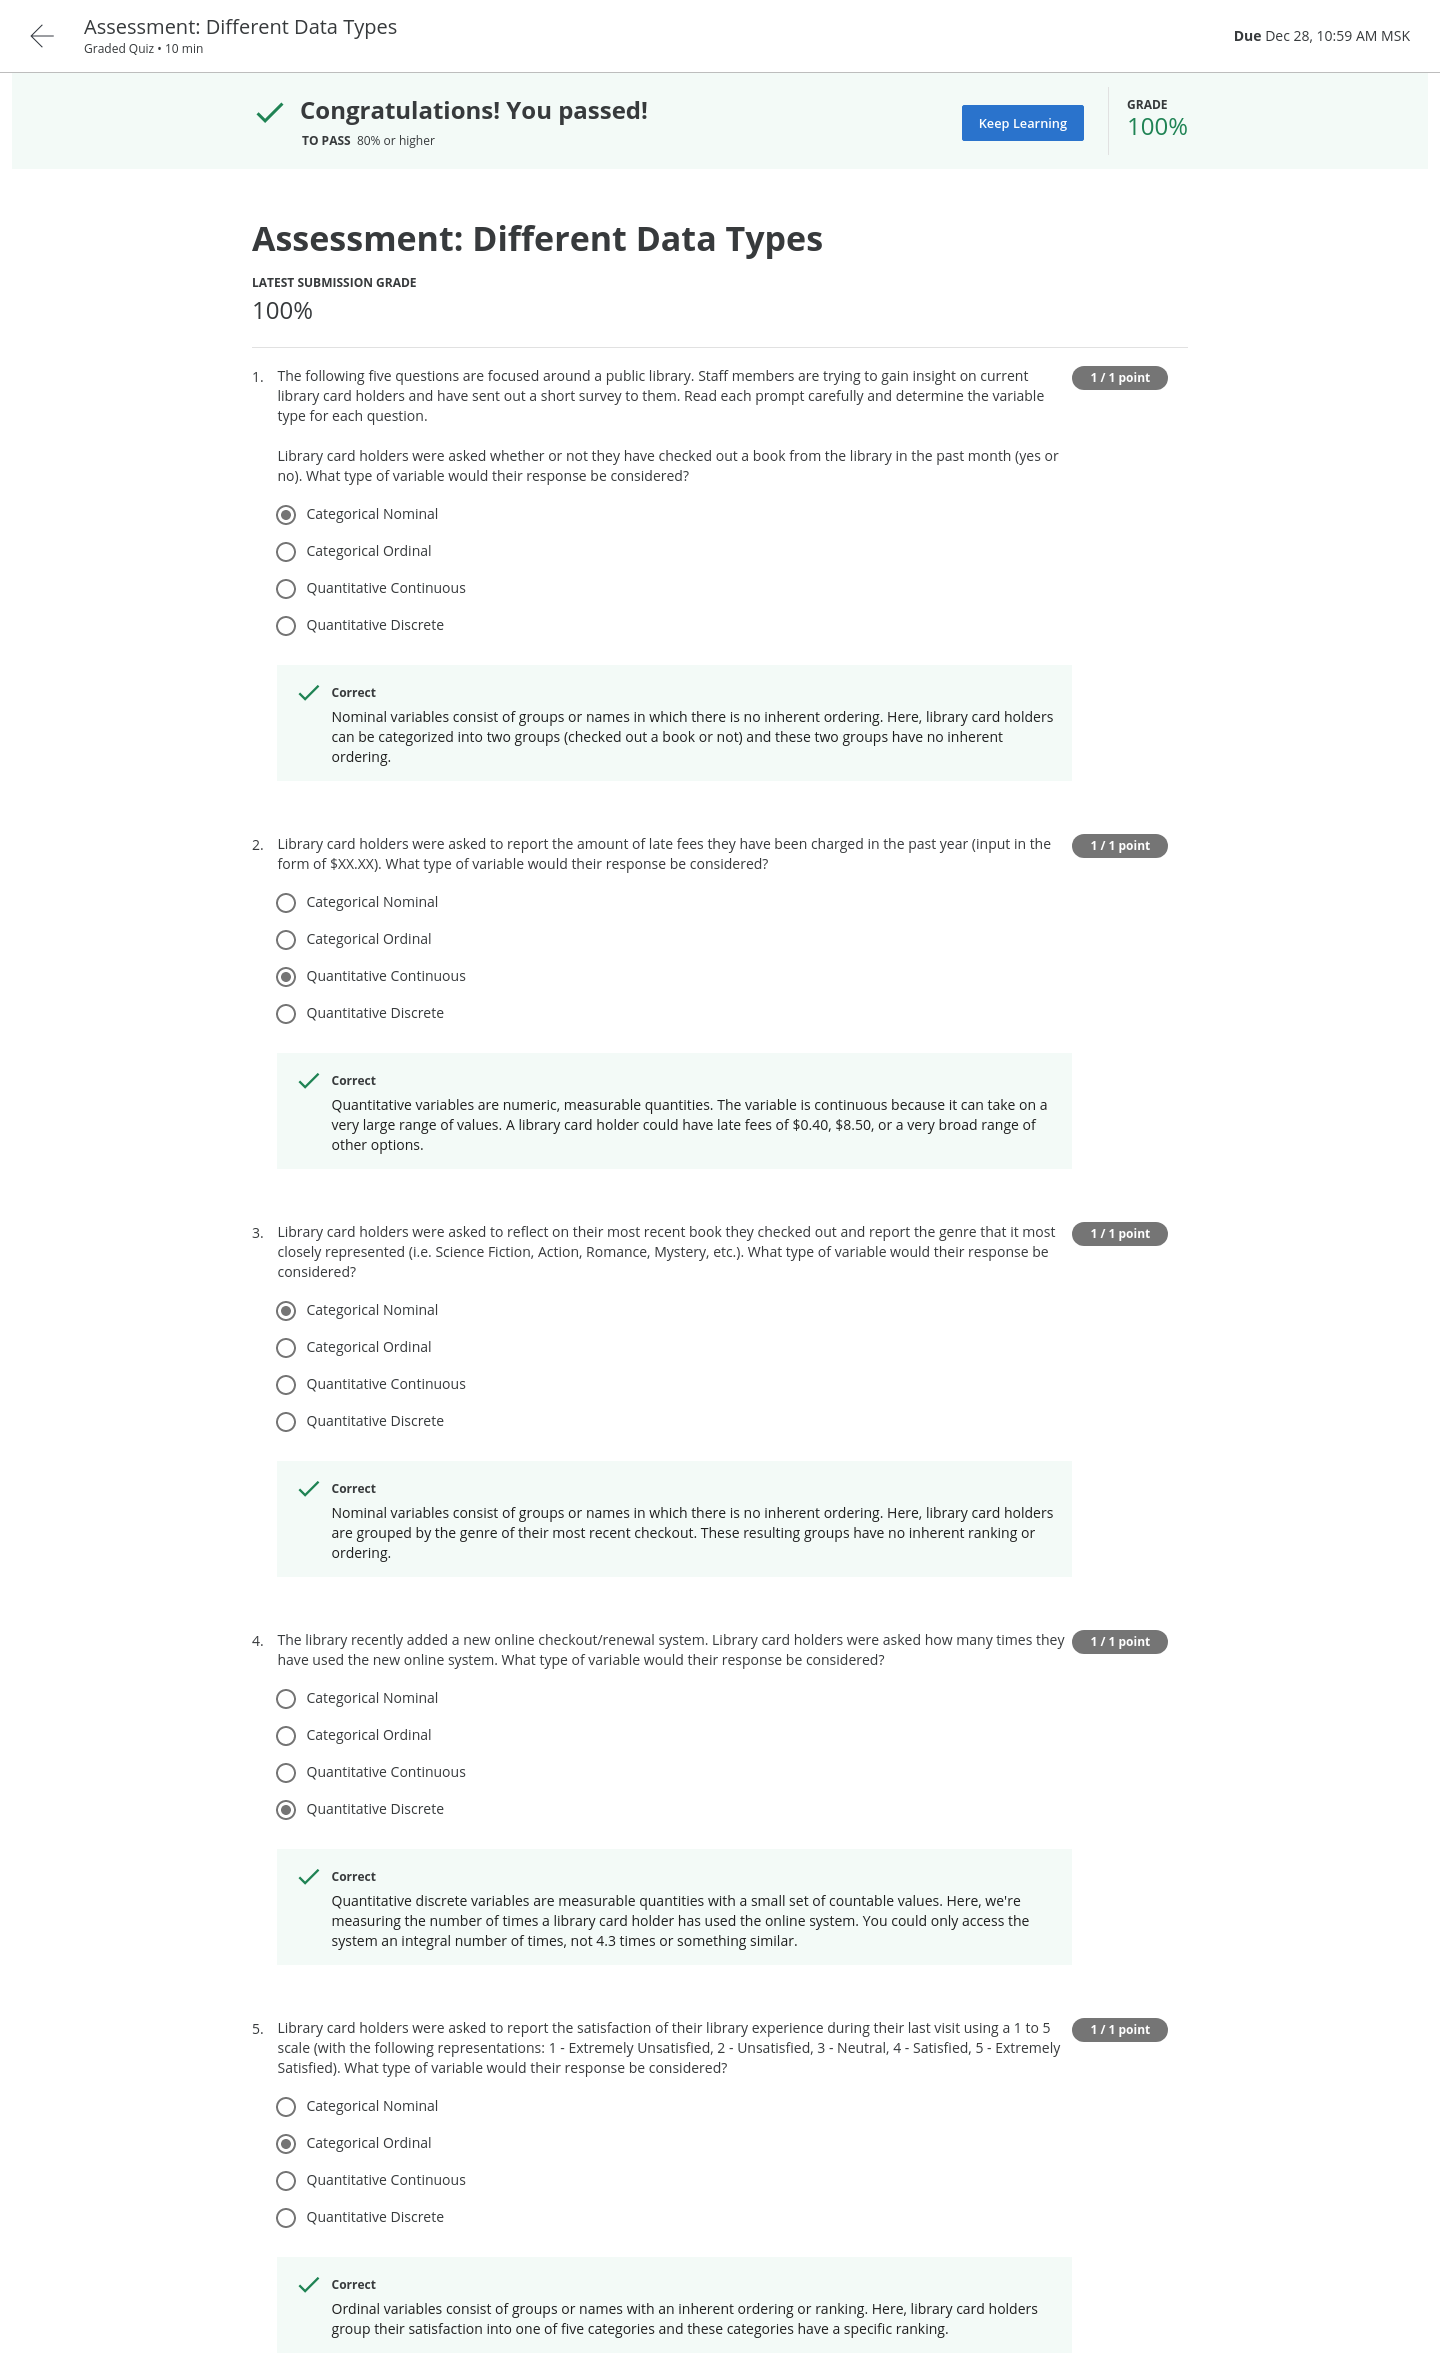 Assessment: Different Data Types
Graded Quiz • 10 min
Due Dec 28, 10:59 AM MSK
Congratulations! You passed!
TO PASS 80% or higher
Keep Learning
GRADE
100%
Assessment: Different Data Types
LATEST SUBMISSION GRADE
100%
1. The following five questions are focused around a public library. Staff members are trying to gain insight on current
library card holders and have sent out a short survey to them. Read each prompt carefully and determine the variable
type for each question.
1 / 1 point
Library card holders were asked whether or not they have checked out a book from the library in the past month (yes or
no). What type of variable would their response be considered?
Categorical Nominal
Categorical Ordinal
Quantitative Continuous
Quantitative Discrete
Correct
Nominal variables consist of groups or names in which there is no inherent ordering. Here, library card holders
can be categorized into two groups (checked out a book or not) and these two groups have no inherent
ordering.
2. Library card holders were asked to report the amount of late fees they have been charged in the past year (input in the
form of $XX.XX). What type of variable would their response be considered?
1 / 1 point
Categorical Nominal
Categorical Ordinal
Quantitative Continuous
Quantitative Discrete
Correct
Quantitative variables are numeric, measurable quantities. The variable is continuous because it can take on a
very large range of values. A library card holder could have late fees of $0.40, $8.50, or a very broad range of
other options.
3. Library card holders were asked to reflect on their most recent book they checked out and report the genre that it most
closely represented (i.e. Science Fiction, Action, Romance, Mystery, etc.). What type of variable would their response be
considered?
1 / 1 point
Categorical Nominal
Categorical Ordinal
Quantitative Continuous
Quantitative Discrete
Correct
Nominal variables consist of groups or names in which there is no inherent ordering. Here, library card holders
are grouped by the genre of their most recent checkout. These resulting groups have no inherent ranking or
ordering.
4. The library recently added a new online checkout/renewal system. Library card holders were asked how many times they
have used the new online system. What type of variable would their response be considered?
1 / 1 point
Categorical Nominal
Categorical Ordinal
Quantitative Continuous
Quantitative Discrete
Correct
Quantitative discrete variables are measurable quantities with a small set of countable values. Here, we're
measuring the number of times a library card holder has used the online system. You could only access the
system an integral number of times, not 4.3 times or something similar.
5. Library card holders were asked to report the satisfaction of their library experience during their last visit using a 1 to 5
scale (with the following representations: 1 - Extremely Unsatisfied, 2 - Unsatisfied, 3 - Neutral, 4 - Satisfied, 5 - Extremely
Satisfied). What type of variable would their response be considered?
1 / 1 point
Categorical Nominal
Categorical Ordinal
Quantitative Continuous
Quantitative Discrete
Correct
Ordinal variables consist of groups or names with an inherent ordering or ranking. Here, library card holders
group their satisfaction into one of five categories and these categories have a specific ranking.